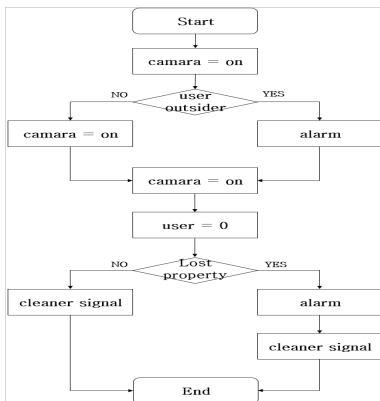 Start
camara = on
NO
user
outsider
YES
camara = on
alarm
camara = on
user = 0
NO
Lost
property
YES
cleaner signal
alarm
cleaner signal
End